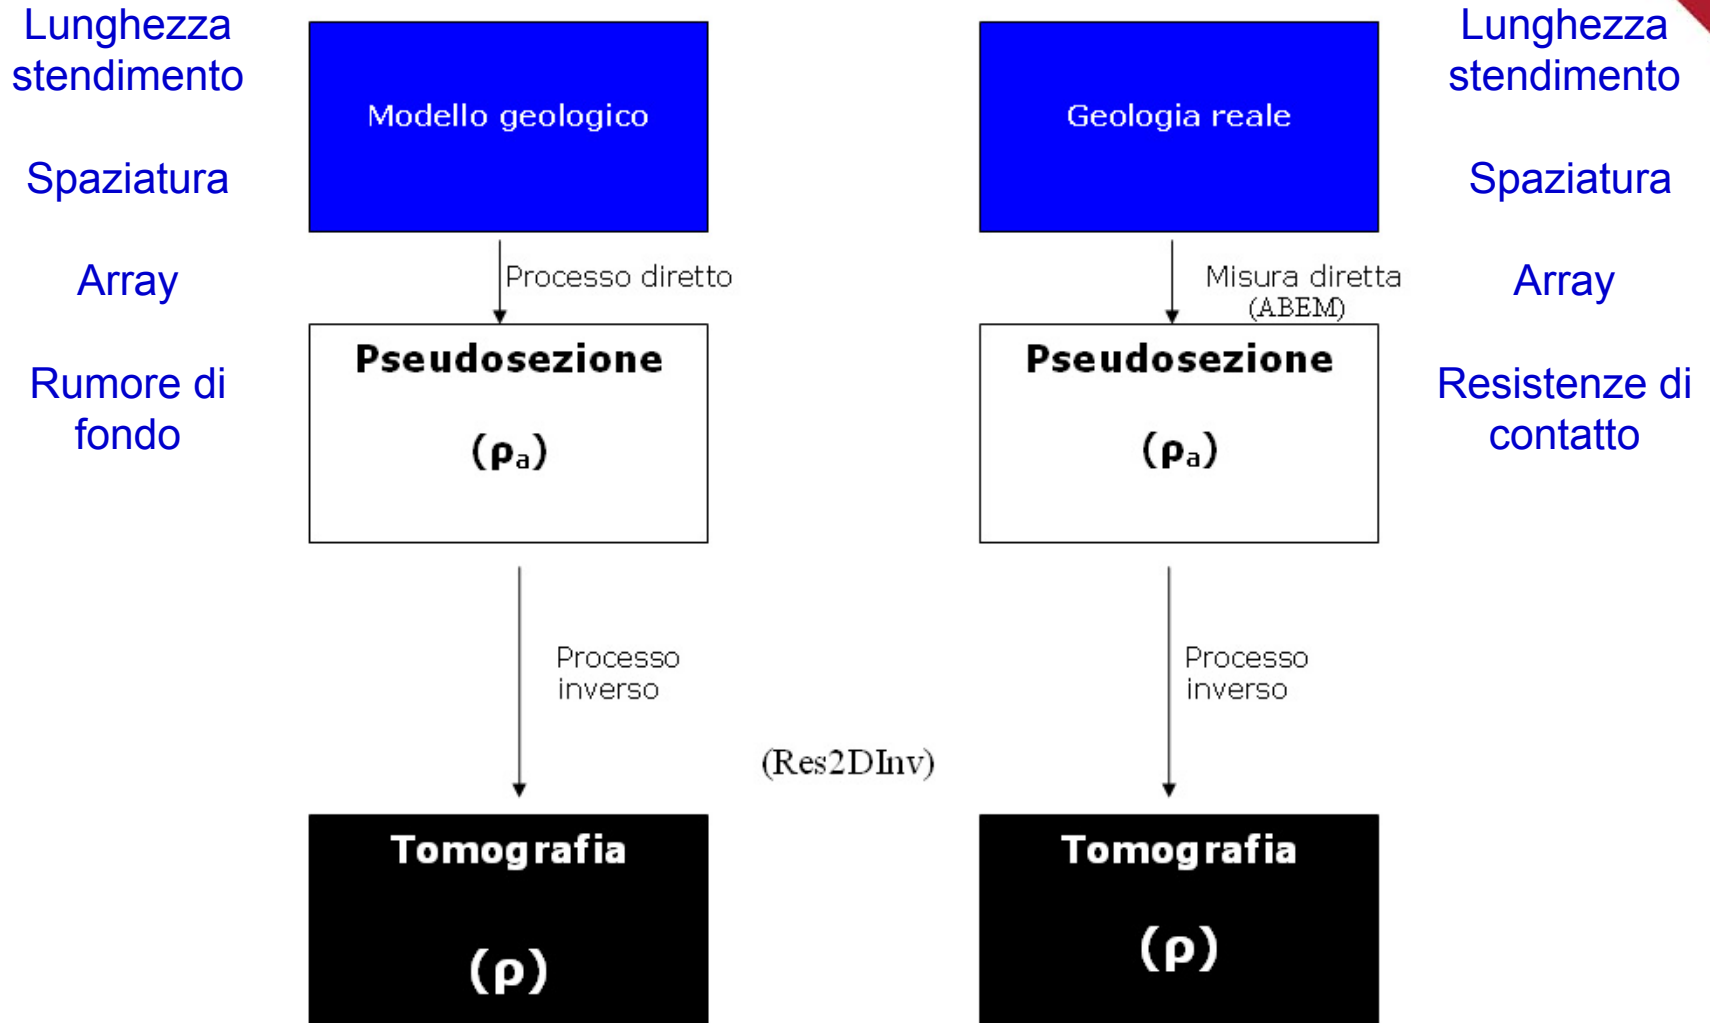 Lunghezza
stendimento
Spaziatura
Array
Rumore di
fondo
Modello geologico
Processo diretto
Pseudosezione
(ρa)
Processo
inverso
Tomografia
(ρ)
(Res2DInv)
Geologia reale
Misura diretta
(ABEM)
Pseudosezione
(ρa)
Processo
inverso
Tomografia
(ρ)
Lunghezza
stendimento
Spaziatura
Array
Resistenze di
contatto